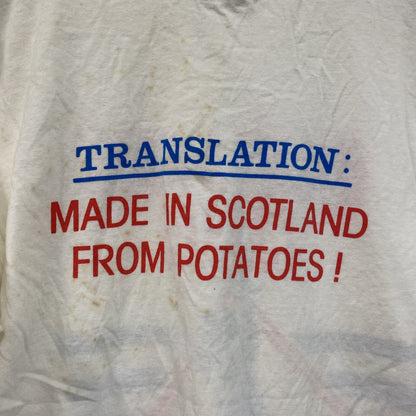 TRANSLATION:
MADE IN SCOTLAND
FROM POTATOES!